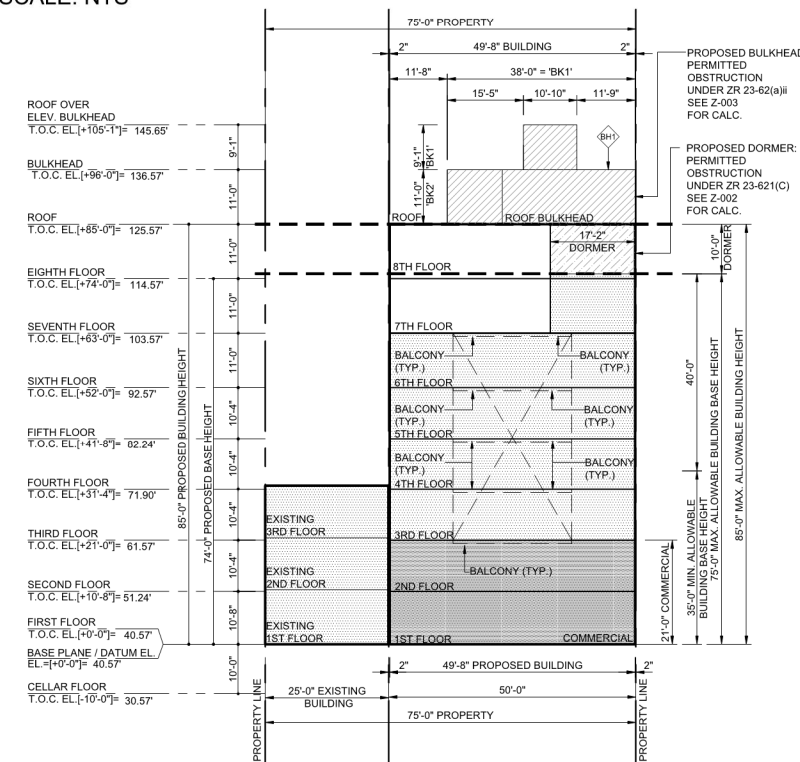 SCALE: NTS
75'-0" PROPERTY
2"
49'-8" BUILDING
2"
11'-8"
38'-0" = 'BK1'
15'-5"
10'-10"
11'-9"
PROPOSED BULKHEAD
PERMITTED
OBSTRUCTION
UNDER ZR 23-62(a)ii
SEE Z-003
FOR CALC.
PROPOSED DORMER:
PERMITTED
OBSTRUCTION
UNDER ZR 23-621(C)
SEE Z-002
FOR CALC.
BH1
ROOF OVER
ELEV. BULKHEAD
T.O.C. EL.[+105'-1"]= 145.65'
BULKHEAD
T.O.C. EL.[+96'-0"]= 136.57'
ROOF
T.O.C. EL.[+85'-0"]= 125.57'
EIGHTH FLOOR
T.O.C. EL.[+74'-0"]= 114.57'
SEVENTH FLOOR
T.O.C. EL.[+63'-0"]= 103.57'
SIXTH FLOOR
T.O.C. EL.[+52'-0"]= 92.57'
FIFTH FLOOR
T.O.C. EL.[+41'-8"]= 82.24'
FOURTH FLOOR
T.O.C. EL.[+31'-4"]= 71.90'
THIRD FLOOR
T.O.C. EL.[+21'-0"]= 61.57'
SECOND FLOOR
T.O.C. EL.[+10'-8"]= 51.24'
FIRST FLOOR
T.O.C. EL.[+0'-0"]= 40.57'
BASE PLANE / DATUM EL.
EL.=[+0'-0"]= 40.57'
CELLAR FLOOR
T.O.C. EL.[-10'-0"]= 30.57'
85'-0" PROPOSED BUILDING HEIGHT
74'-0" PROPOSED BASE HEIGHT
9'-1"
11'-0"
11'-0"
11'-0"
11'-0"
10'-4"
10'-4"
10'-4"
10'-4"
10'-8"
10'-0"
9'-1"
'BK1'
11'-0"
'BK2'
ROOF
ROOF BULKHEAD
17'-2"
DORMER
8TH FLOOR
7TH FLOOR
BALCONY
(TYP.)
BALCONY
(TYP.)
6TH FLOOR
BALCONY
(TYP.)
BALCONY
(TYP.)
5TH FLOOR
BALCONY
(TYP.)
BALCONY
(TYP.)
4TH FLOOR
3RD FLOOR
BALCONY (TYP.)
2ND FLOOR
1ST FLOOR
COMMERCIAL
EXISTING
3RD FLOOR
EXISTING
2ND FLOOR
EXISTING
1ST FLOOR
10'-0"
DORMER
40'-0"
21'-0" COMMERCIAL
35'-0" MIN. ALLOWABLE
BUILDING BASE HEIGHT
75'-0" MAX. ALLOWABLE BUILDING BASE HEIGHT
85'-0" MAX. ALLOWABLE BUILDING HEIGHT
2"
49'-8" PROPOSED BUILDING
2"
25'-0" EXISTING
BUILDING
50'-0"
75'-0" PROPERTY
PROPERTY LINE
PROPERTY LINE